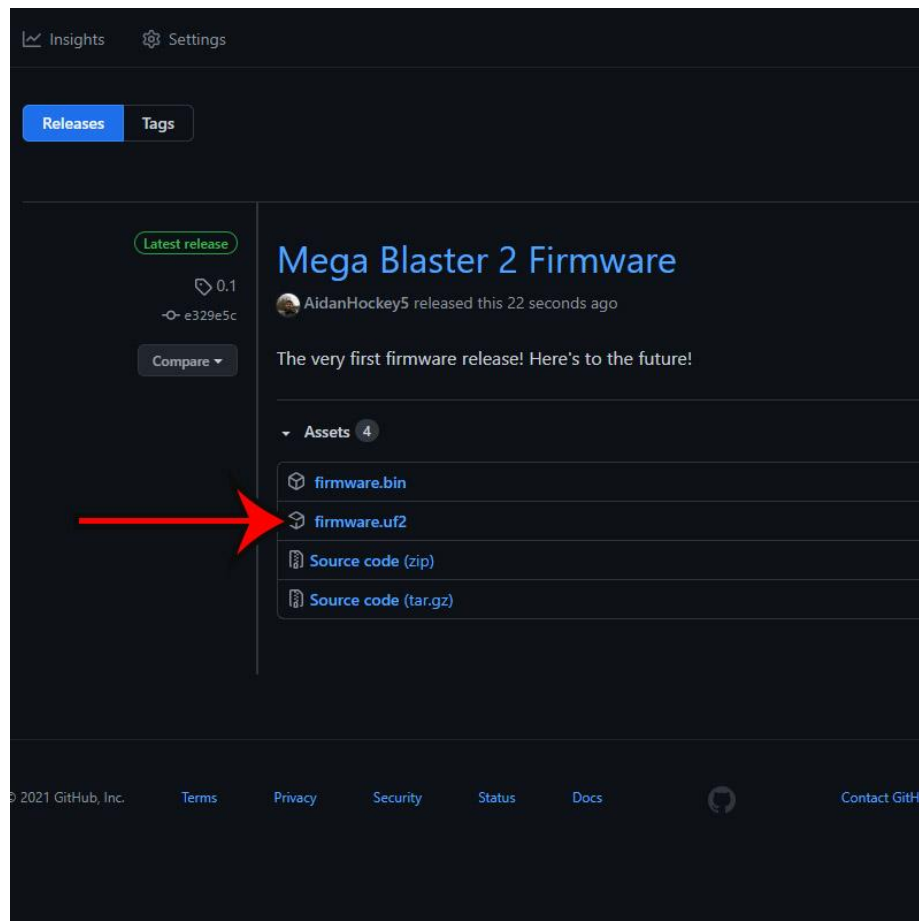 Insights Settings
Releases Tags
Latest release
0.1
e329e5c
Compare
Mega Blaster 2 Firmware
AidanHockey5 released this 22 seconds ago
The very first firmware release! Here's to the future!
Assets 4
firmware.bin
firmware.uf2
Source code (zip)
Source code (tar.gz)
© 2021 GitHub, Inc. Terms Privacy Security Status Docs Contact GitH